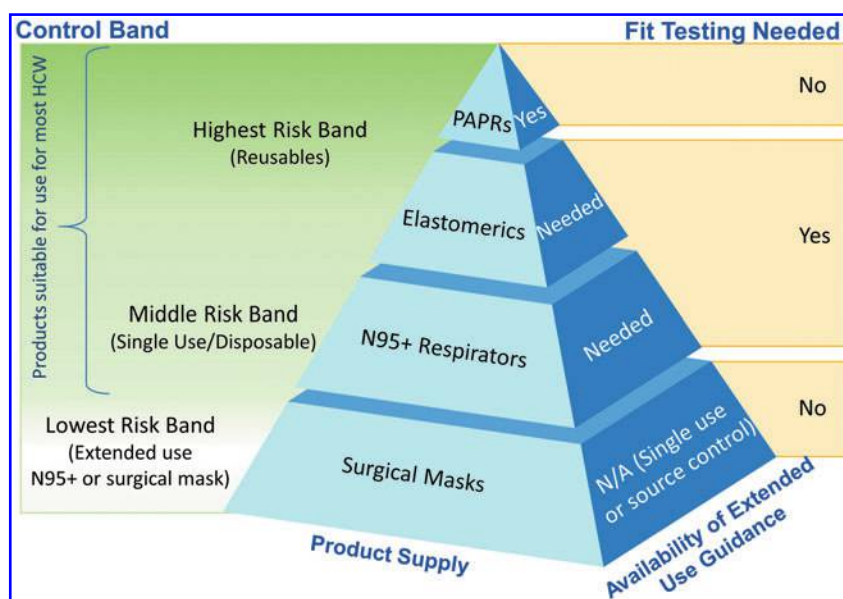 Control Band
Fit Testing Needed
Products suitable for use for most HCW
Highest Risk Band
(Reusables)
Middle Risk Band
(Single Use/Disposable)
Lowest Risk Band
(Extended use
N95+ or surgical mask)
PAPRs
Yes
No
Elastomerics
Needed
Yes
N95+ Respirators
Needed
Surgical Masks
N/A (Single use
or source control)
No
Product Supply
Availability of Extended
Use Guidance